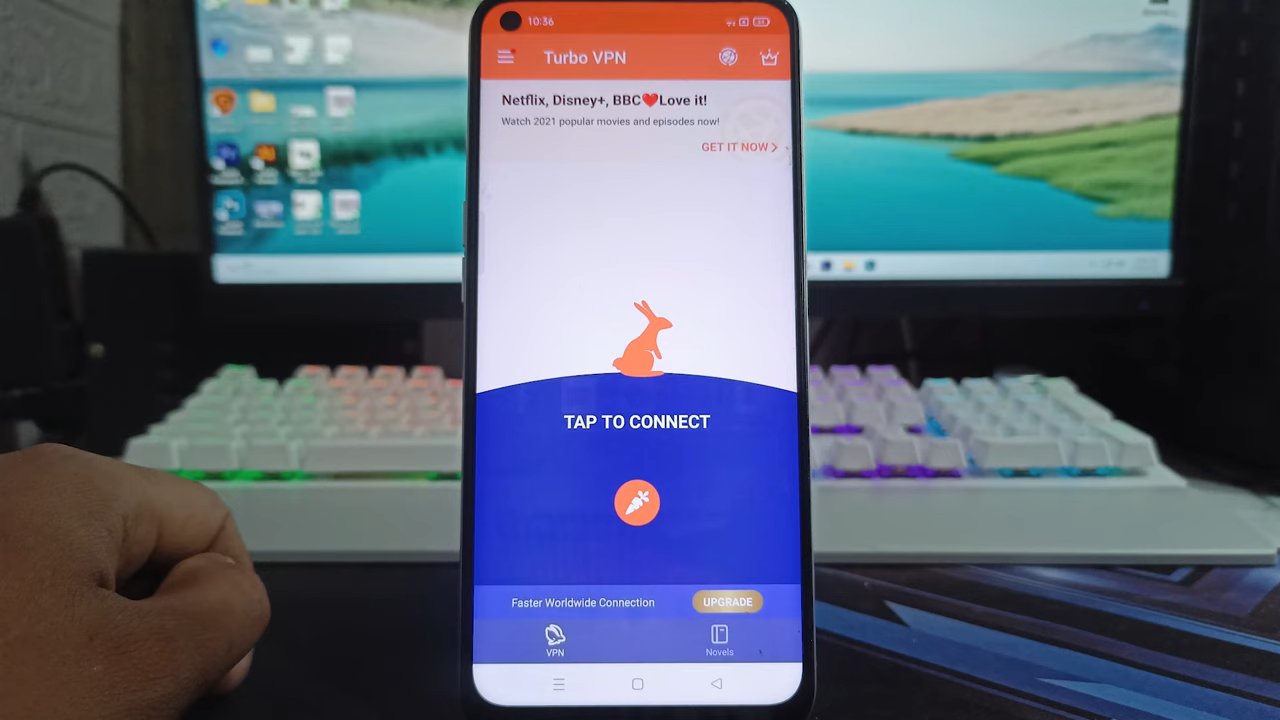 10:36
Turbo VPN
Netflix, Disney+, BBC❤️Love it!
Watch 2021 popular movies and episodes now!
GET IT NOW >
TAP TO CONNECT
Faster Worldwide Connection
UPGRADE
VPN
Novels